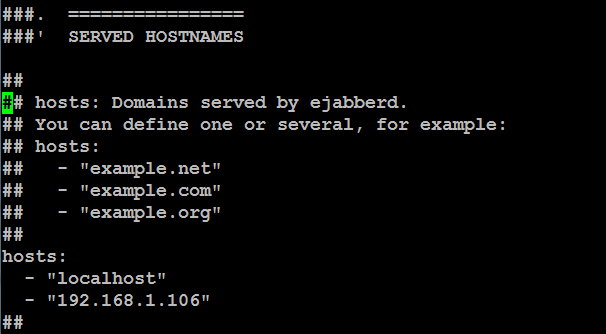 ###.  ================
###'  SERVED HOSTNAMES
##
## hosts: Domains served by ejabberd.
## You can define one or several, for example:
## hosts:
##   - "example.net"
##   - "example.com"
##   - "example.org"
##
hosts:
  - "localhost"
  - "192.168.1.106"
##